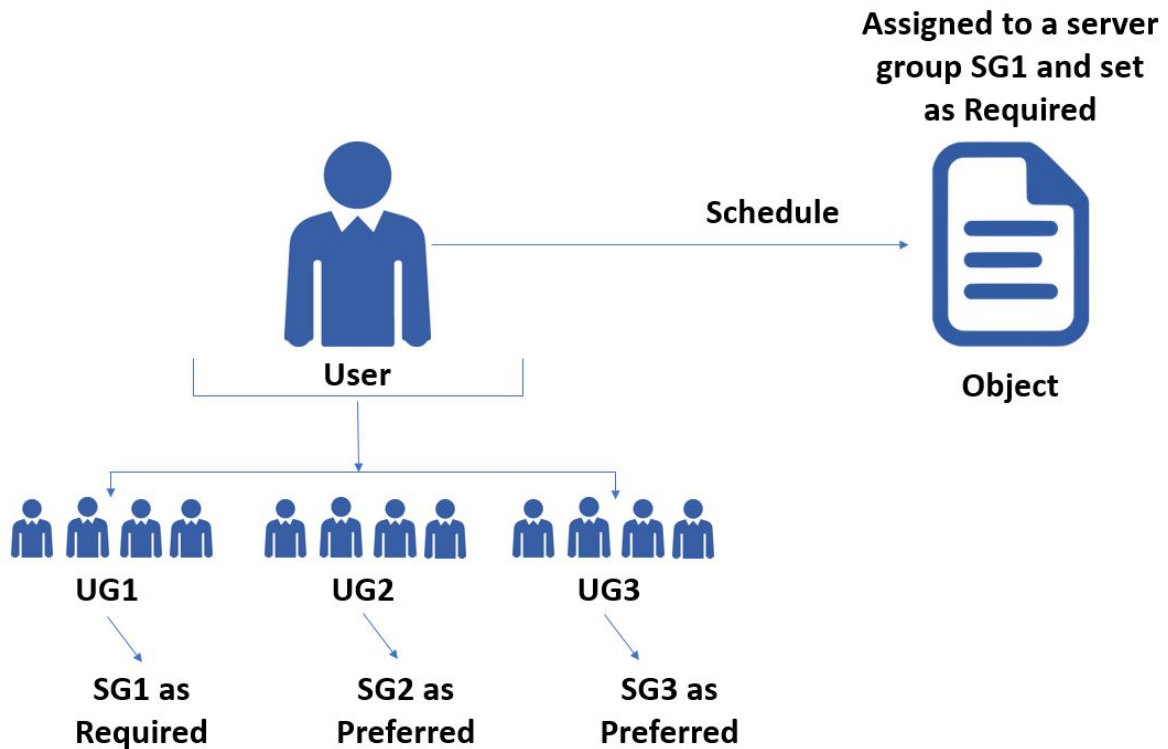 Assigned to a server
group SG1 and set
as Required
Schedule
User
Object
UG1
UG2
UG3
SG1 as
Required
SG2 as
Preferred
SG3 as
Preferred